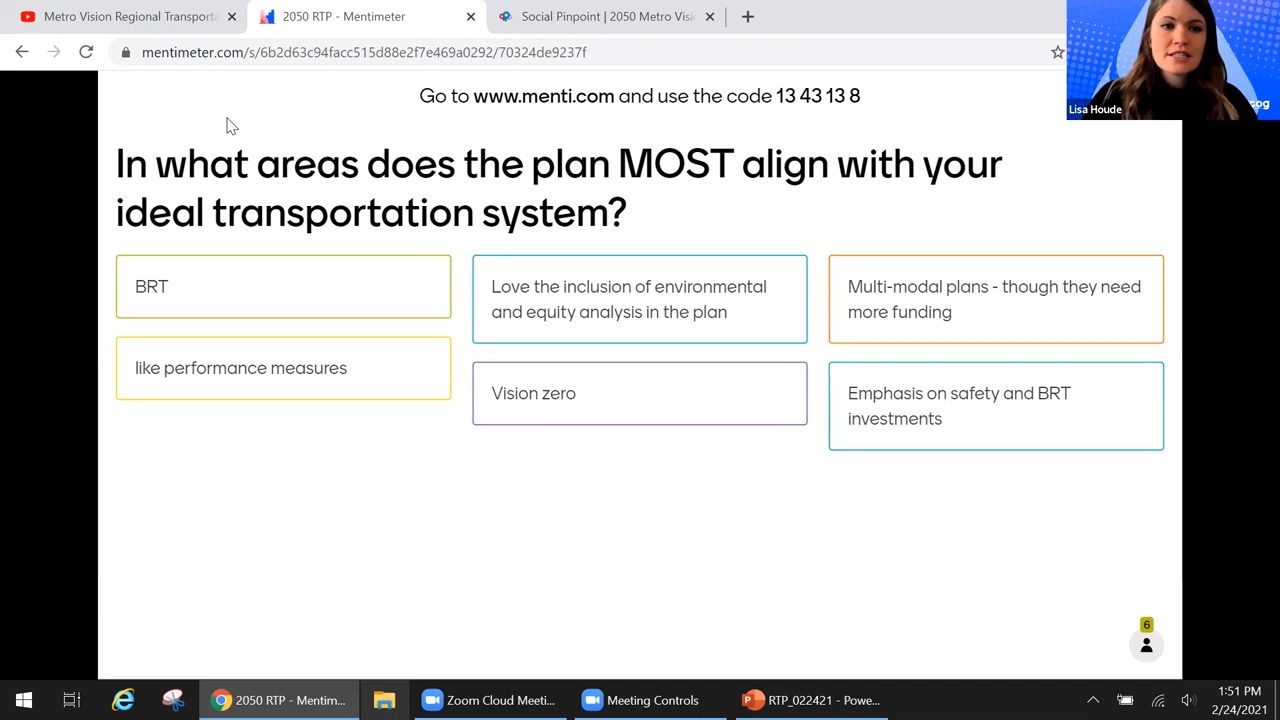 Metro Vision Regional Transporta
2050 RTP - Mentimeter
Social Pinpoint | 2050 Metro Visi
mentimeter.com/s/6b2d63c94facc515d88e2f7e469a0292/70324de9237f
Lisa Houde
cog
Go to www.menti.com and use the code 13 43 13 8
In what areas does the plan MOST align with your
ideal transportation system?
BRT
like performance measures
Love the inclusion of environmental
and equity analysis in the plan
Vision zero
Multi-modal plans - though they need
more funding
Emphasis on safety and BRT
investments
6
2050 RTP - Mentim...
Zoom Cloud Meeti...
Meeting Controls
RTP_022421 - Powe...
1:51 PM
2/24/2021